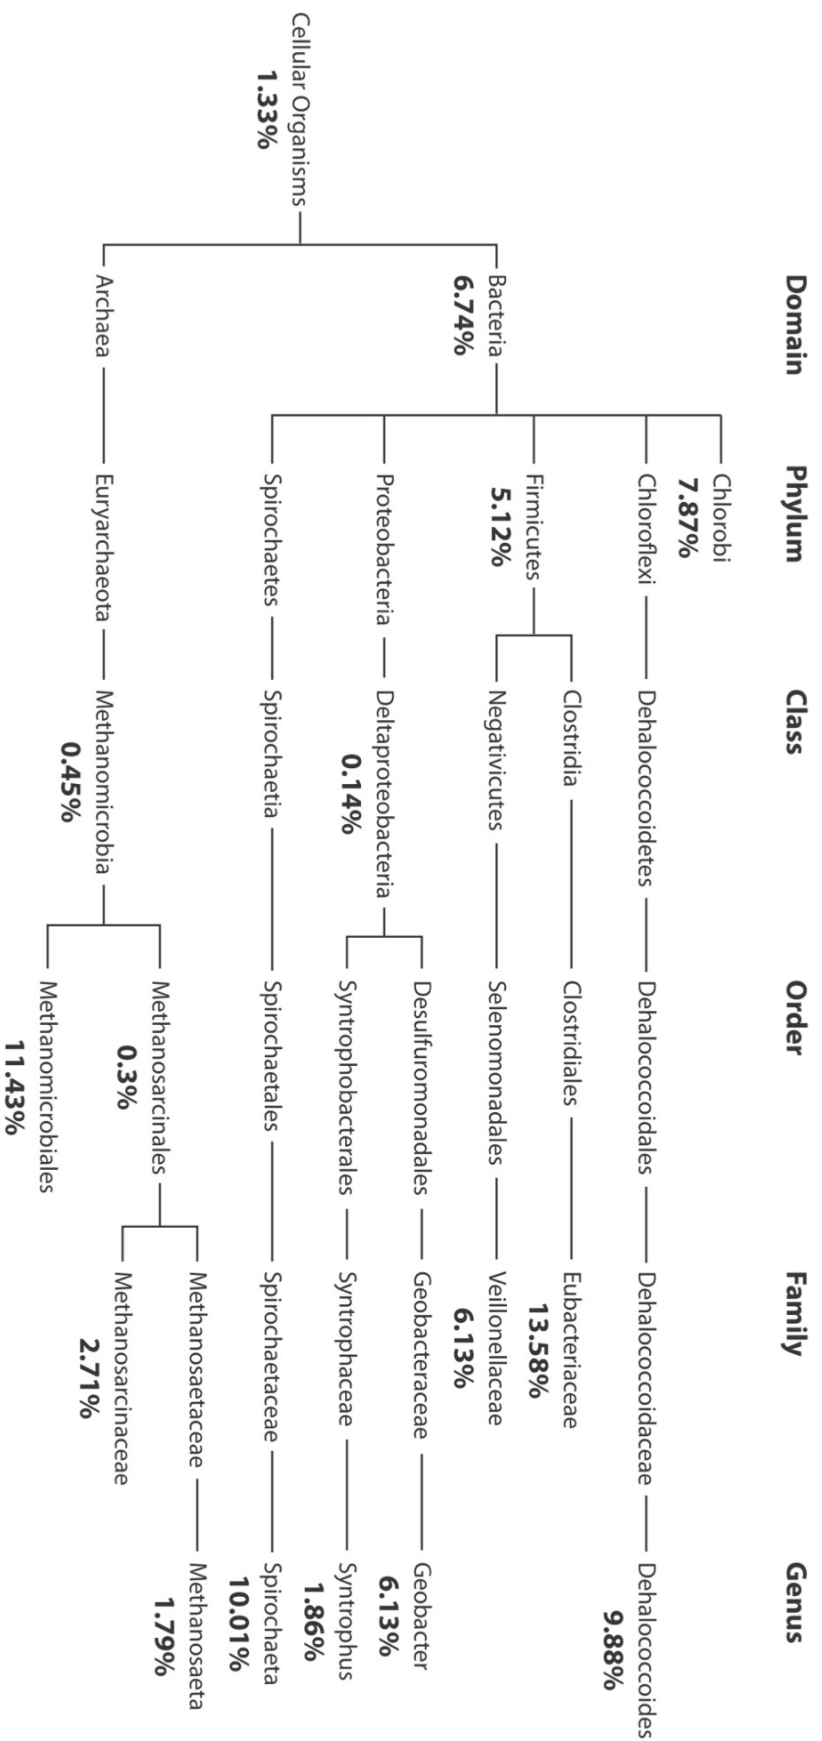 Domain Phylum Class Order Family Genus
Chlorobi
7.87%
Chloroflexi Dehalococcoidetes Dehalococcoidales Dehalococcoidaceae Dehalococcoides
9.88%
Clostridia Clostridiales Eubacteriaceae
13.58%
Firmicutes
5.12%
Bacteria Negativicutes Selenomonadales Veillonellaceae
6.74% 6.13%
Desulfuromonadales Geobacteraceae Geobacter
6.13%
Proteobacteria Deltaproteobacteria
0.14%
Syntrophobacterales Syntrophaceae Syntrophus
1.86%
Cellular Organisms
1.33%
Spirochaetes Spirochaetia Spirochaetales Spirochaetaceae Spirochaeta
10.01%
Methanosaetaceae Methanosaeta
1.79%
Methanosarcinales
0.3%
Methanosarcinaceae
2.71%
Archaea Euryarchaeota Methanomicrobia
0.45%
Methanomicrobiales
11.43%